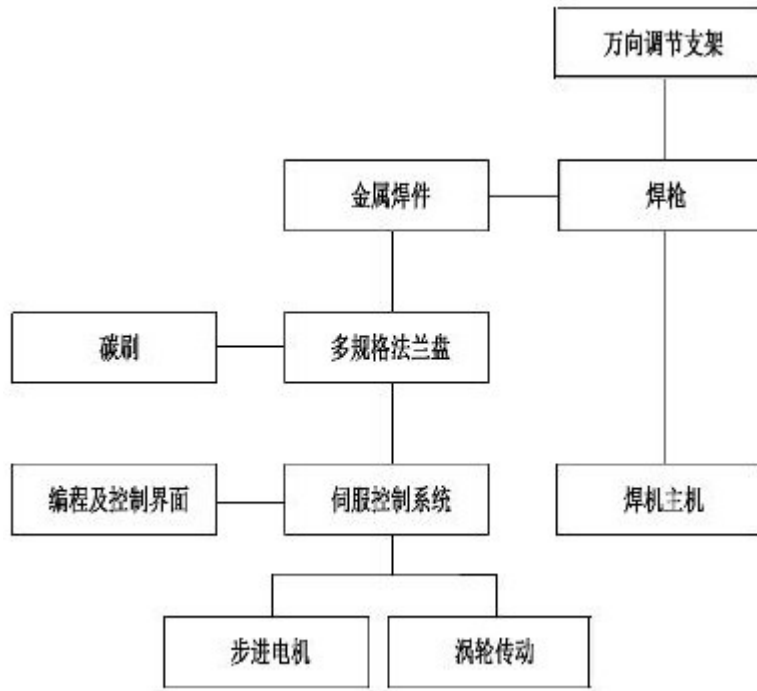 万向调节支架
金属焊件
焊枪
碳刷
多规格法兰盘
编程及控制界面
伺服控制系统
焊机主机
步进电机
涡轮传动